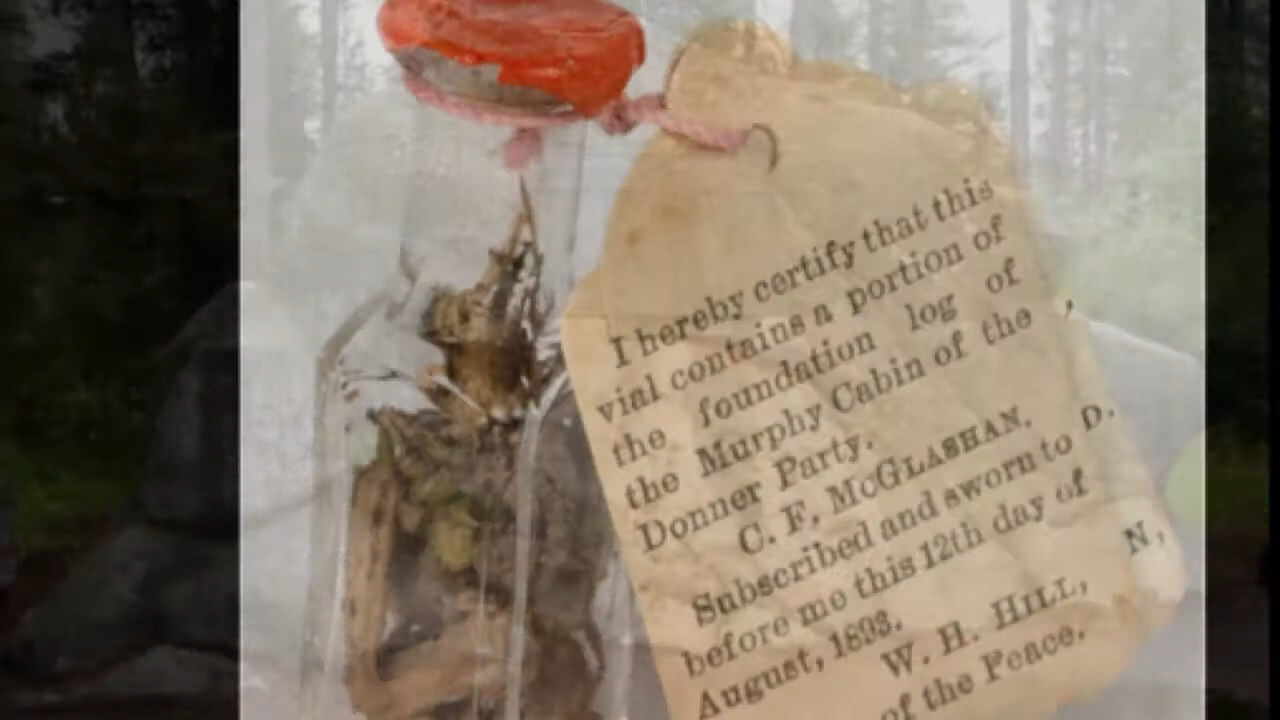 I hereby certify that this
vial contains a portion of
the foundation log of
the Murphy Cabin of the ,
Donner Party.
C. F. McGLASHAN.
Subscribed and sworn to D.
before me this 12th day of
August, 1893. N,
W. H. HILL,
of the Peace.